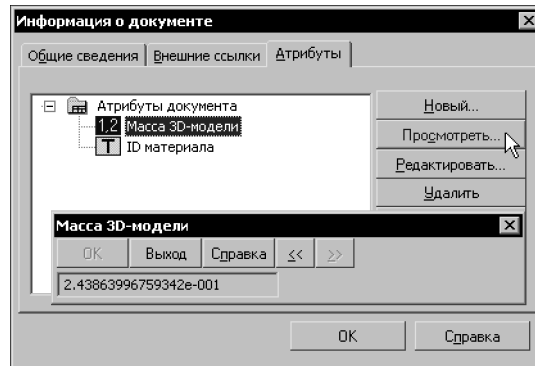 Информация о документе
Общие сведения Внешние ссылки Атрибуты
Атрибуты документа
1,2 Масса 3D-модели
T ID материала
Новый...
Просмотреть...
Редактировать...
Удалить
Масса 3D-модели
OK Выход Справка << >>
2.43863996759342e-001
OK Справка